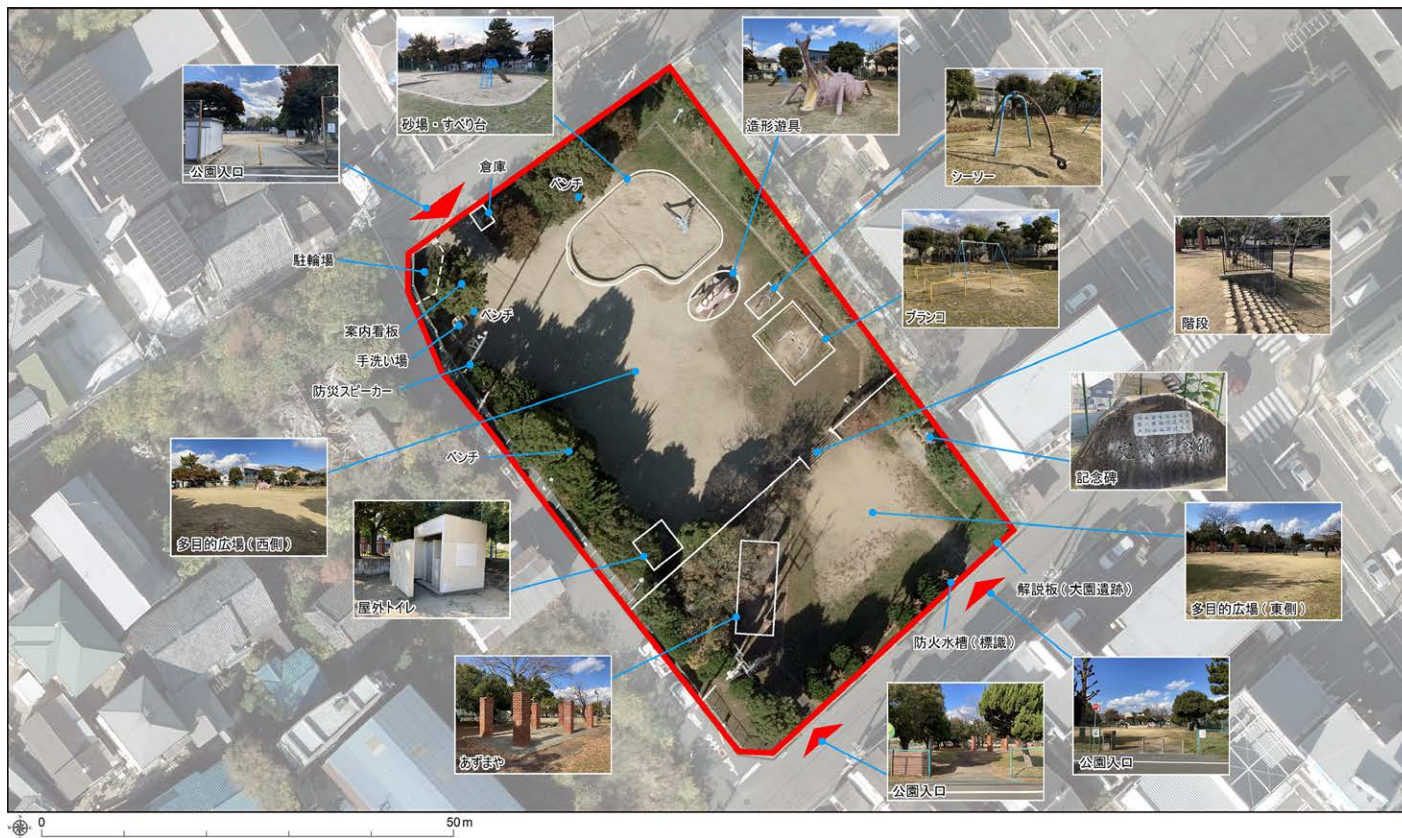 砂場・すべり台
造形遊具
公園入口
シーソー
倉庫
ベンチ
ブランコ
階段
駐輪場
案内看板
ベンチ
手洗い場
防災スピーカー
ベンチ
記念碑
多目的広場(西側)
屋外トイレ
解説板(大園遺跡)
多目的広場(東側)
防火水槽(標識)
あずまや
公園入口
公園入口
0
50m